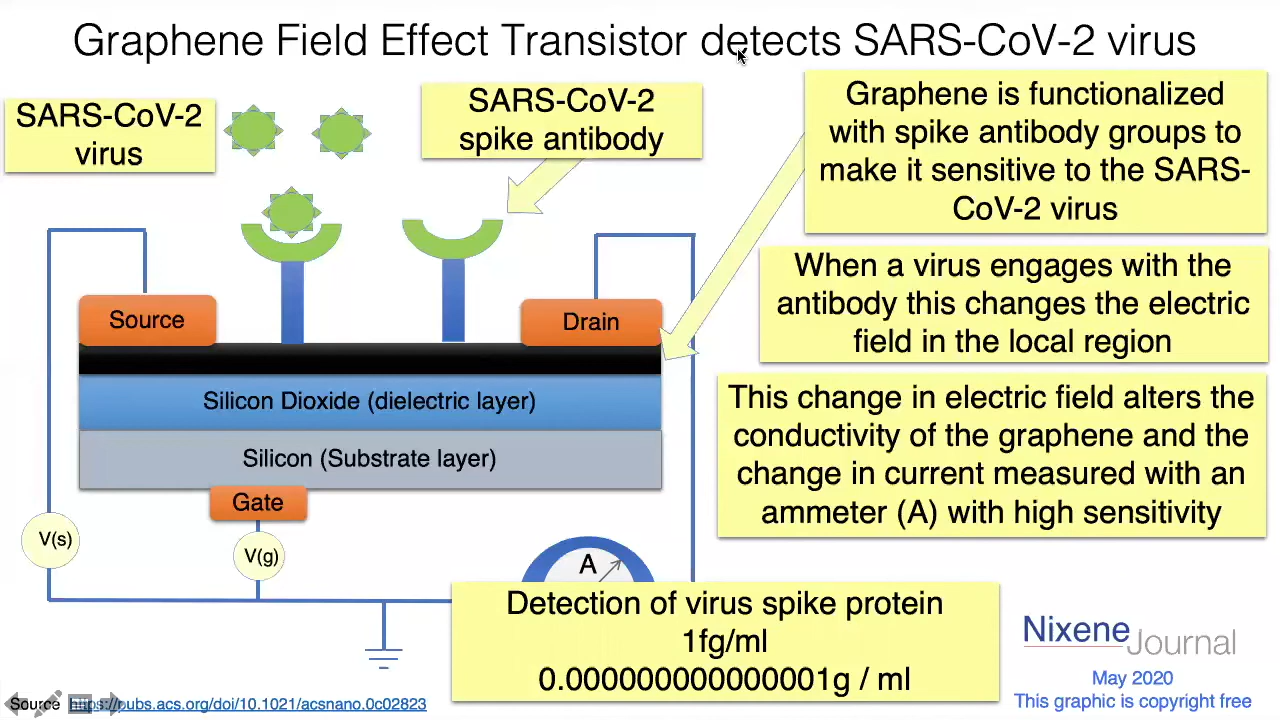 Graphene Field Effect Transistor detects SARS-CoV-2 virus
SARS-CoV-2
virus
SARS-CoV-2
spike antibody
Graphene is functionalized
with spike antibody groups to
make it sensitive to the SARS-
CoV-2 virus
When a virus engages with the
antibody this changes the electric
field in the local region
This change in electric field alters the
conductivity of the graphene and the
change in current measured with an
ammeter (A) with high sensitivity
Source
Drain
Silicon Dioxide (dielectric layer)
Silicon (Substrate layer)
Gate
V(s)
V(g)
A
Detection of virus spike protein
1fg/ml
0.000000000000001g / ml
Nixene
Journal
May 2020
This graphic is copyright free
Source https://pubs.acs.org/doi/10.1021/acsnano.0c02823